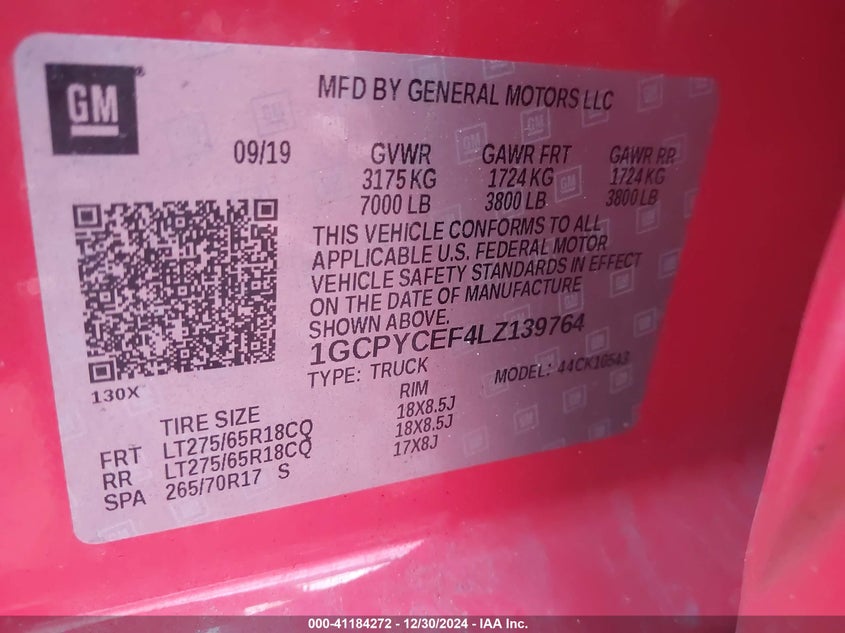 GM
MFD BY GENERAL MOTORS LLC
09/19 GVWR GAWR FRT GAWR RR
3175 KG 1724 KG 1724 KG
7000 LB 3800 LB 3800 LB
THIS VEHICLE CONFORMS TO ALL
APPLICABLE U.S. FEDERAL MOTOR
VEHICLE SAFETY STANDARDS IN EFFECT
ON THE DATE OF MANUFACTURE
SHOWN ABOVE.
1GCPYCEF4LZ139764
TYPE: TRUCK MODEL: 44CK10543
130X
TIRE SIZE RIM
FRT LT275/65R18CQ 18X8.5J
RR LT275/65R18CQ 18X8.5J
SPA 265/70R17 S 17X8J
000-41184272 - 12/30/2024 - IAA Inc.